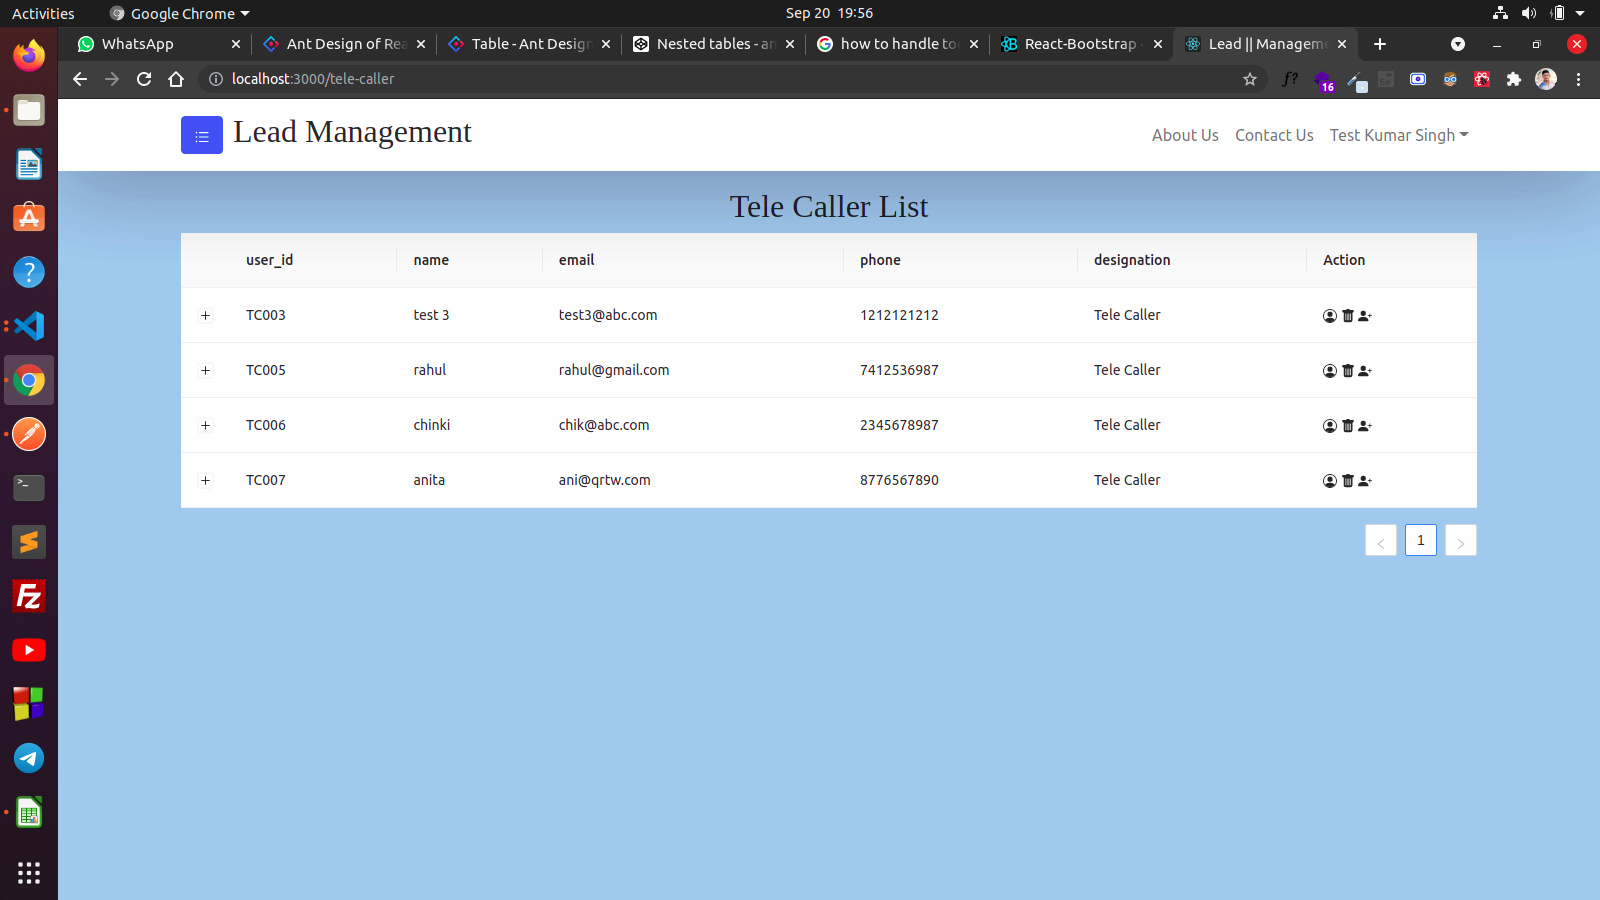 Activities Google Chrome Sep 20 19:56
WhatsApp Ant Design of Rea Table - Ant Design Nested tables - an how to handle too React-Bootstrap - Lead || Manageme
localhost:3000/tele-caller
16
Lead Management About Us Contact Us Test Kumar Singh
Tele Caller List
user_id name email phone designation Action
TC003 test 3 test3@abc.com 1212121212 Tele Caller
TC005 rahul rahul@gmail.com 7412536987 Tele Caller
TC006 chinki chik@abc.com 2345678987 Tele Caller
TC007 anita ani@qrtw.com 8776567890 Tele Caller
< 1 >